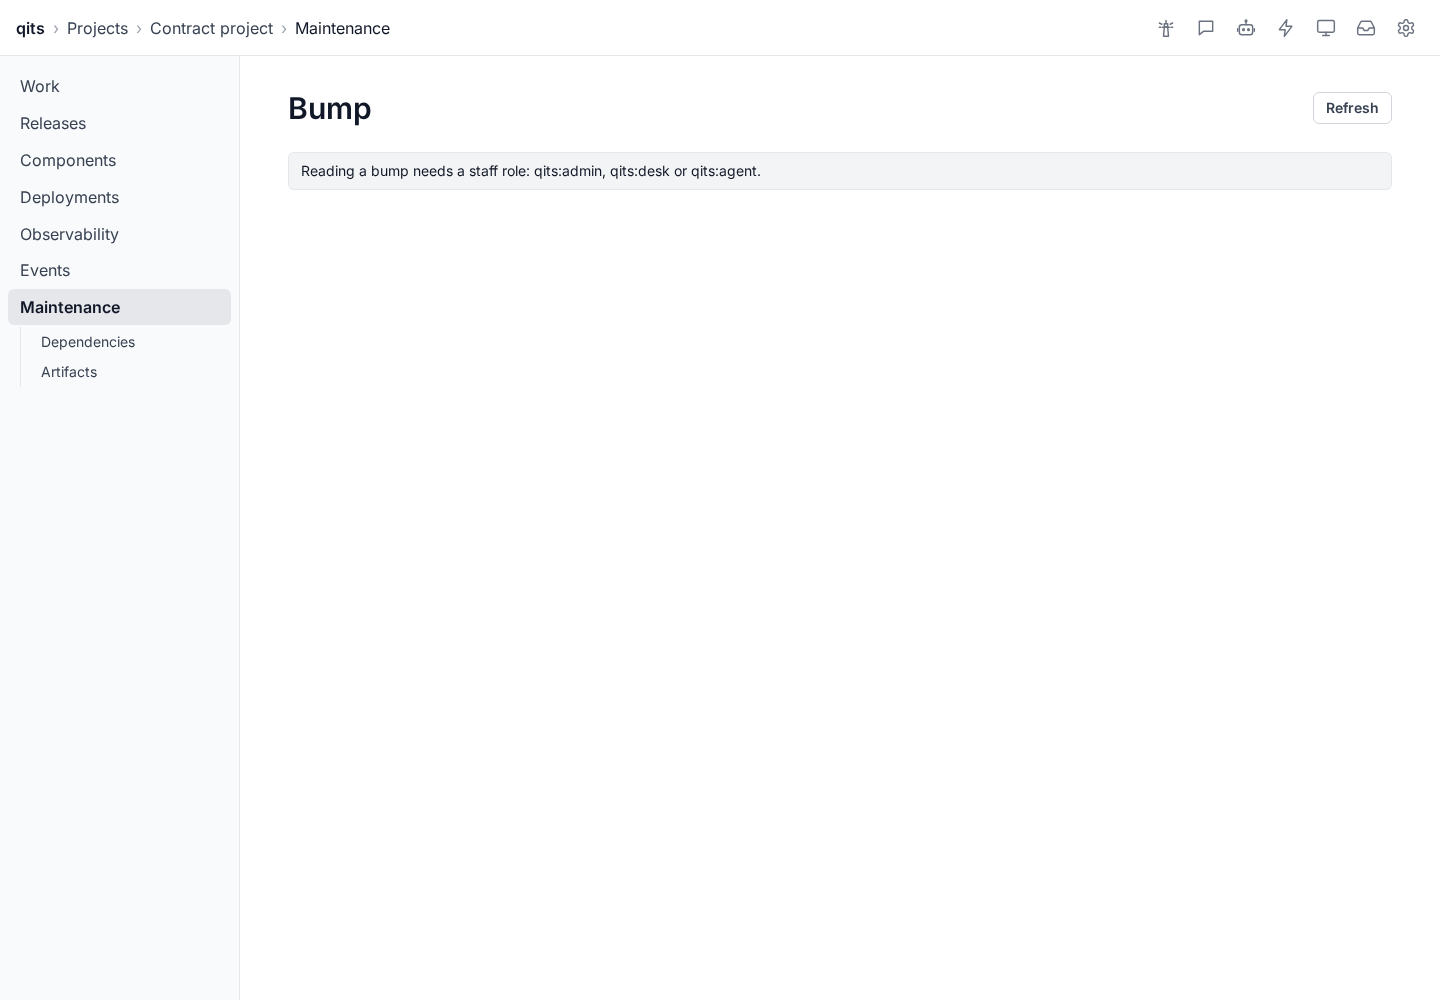 qits › Projects › Contract project › Maintenance
Work
Releases
Components
Deployments
Observability
Events
Maintenance
Dependencies
Artifacts
Bump
Refresh
Reading a bump needs a staff role: qits:admin, qits:desk or qits:agent.